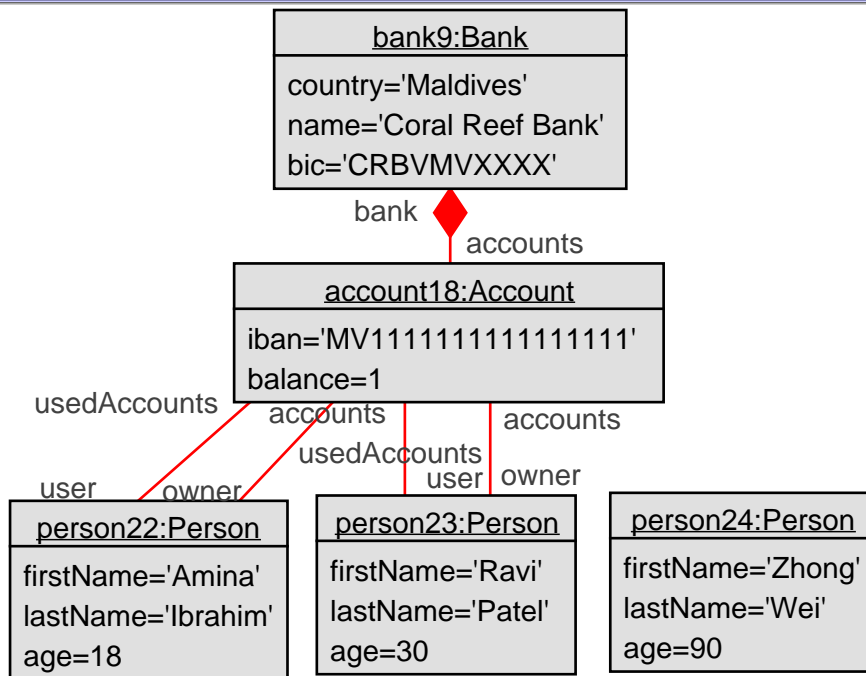 bank9:Bank
country='Maldives'
name='Coral Reef Bank'
bic='CRBVMVXXXX'
bank
accounts
account18:Account
iban='MV1111111111111111'
balance=1
usedAccounts
accounts
accounts
usedAccounts
user
owner
user
owner
person22:Person
firstName='Amina'
lastName='Ibrahim'
age=18
person23:Person
firstName='Ravi'
lastName='Patel'
age=30
person24:Person
firstName='Zhong'
lastName='Wei'
age=90